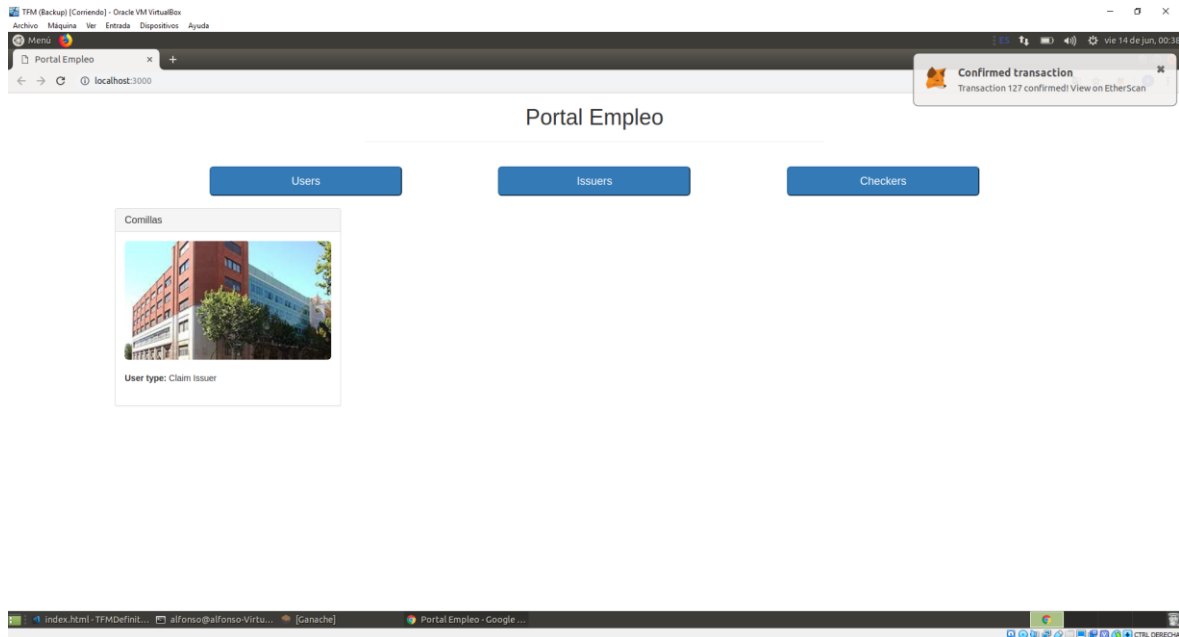 TFM (Backup) [Corriendo] - Oracle VM VirtualBox
Archivo Máquina Ver Entrada Dispositivos Ayuda
Menú
ES
vie 14 de jun, 00:38
Portal Empleo
localhost:3000
Confirmed transaction
Transaction 127 confirmed! View on EtherScan
Portal Empleo
Users Issuers Checkers
Comillas
User type: Claim Issuer
index.html - TFMDefinit... alfonso@alfonso-Virtu... [Ganache] Portal Empleo - Google ...
CTRL DERECHA